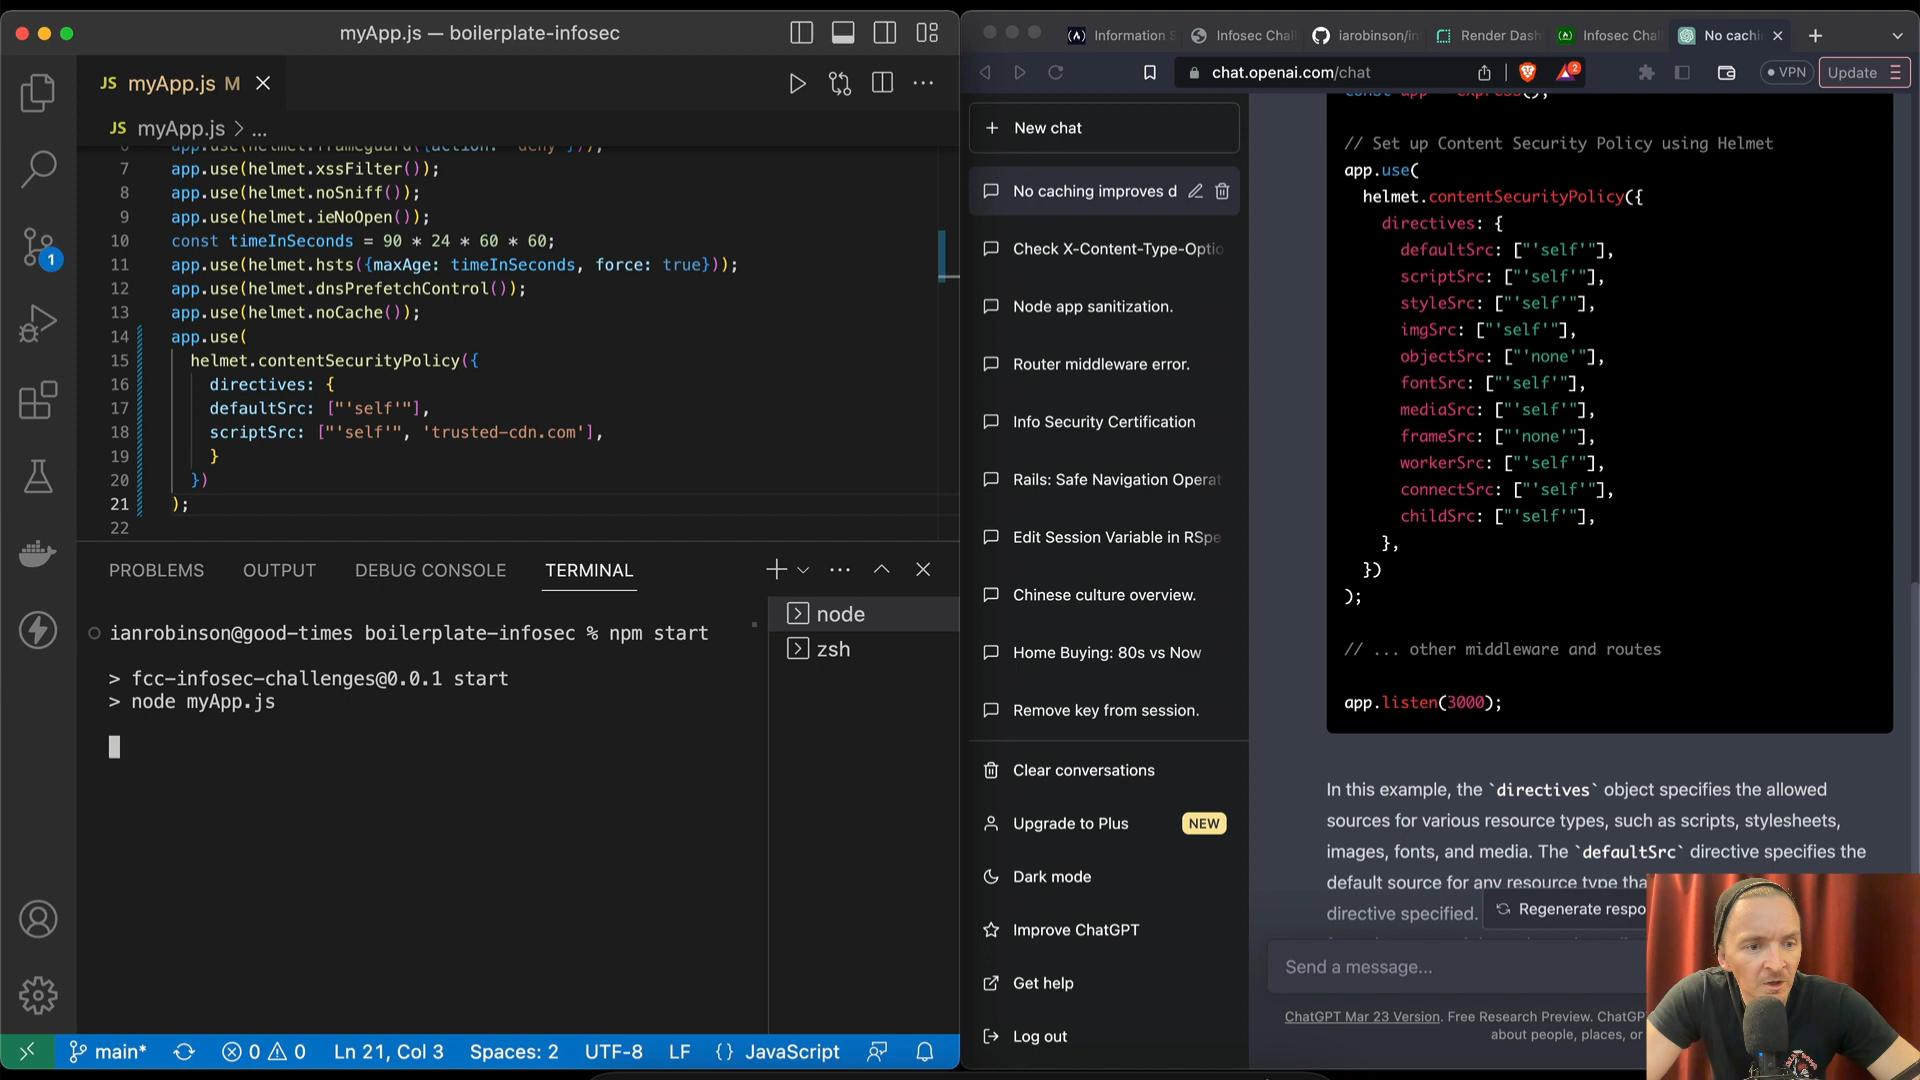 myApp.js — boilerplate-infosec
JS myApp.js M
JS myApp.js > ...
6 app.use(helmet.frameguard({action: 'deny'}));
7 app.use(helmet.xssFilter());
8 app.use(helmet.noSniff());
9 app.use(helmet.ieNoOpen());
10 const timeInSeconds = 90 * 24 * 60 * 60;
11 app.use(helmet.hsts({maxAge: timeInSeconds, force: true}));
12 app.use(helmet.dnsPrefetchControl());
13 app.use(helmet.noCache());
14 app.use(
15 helmet.contentSecurityPolicy({
16 directives: {
17 defaultSrc: ["'self'"],
18 scriptSrc: ["'self'", 'trusted-cdn.com'],
19 }
20 })
21 );
22
1
PROBLEMS OUTPUT DEBUG CONSOLE TERMINAL
ianrobinson@good-times boilerplate-infosec % npm start
> fcc-infosec-challenges@0.0.1 start
> node myApp.js
node
zsh
main* 0 0 Ln 21, Col 3 Spaces: 2 UTF-8 LF {} JavaScript
Information S Infosec Chal iarobinson/in Render Dash Infosec Chal No cachi
chat.openai.com/chat 2 VPN Update
New chat
No caching improves d
Check X-Content-Type-Optio
Node app sanitization.
Router middleware error.
Info Security Certification
Rails: Safe Navigation Operat
Edit Session Variable in RSpe
Chinese culture overview.
Home Buying: 80s vs Now
Remove key from session.
Clear conversations
Upgrade to Plus NEW
Dark mode
Improve ChatGPT
Get help
Log out
const app = express();
// Set up Content Security Policy using Helmet
app.use(
helmet.contentSecurityPolicy({
directives: {
defaultSrc: ["'self'"],
scriptSrc: ["'self'"],
styleSrc: ["'self'"],
imgSrc: ["'self'"],
objectSrc: ["'none'"],
fontSrc: ["'self'"],
mediaSrc: ["'self'"],
frameSrc: ["'none'"],
workerSrc: ["'self'"],
connectSrc: ["'self'"],
childSrc: ["'self'"],
},
})
);
// ... other middleware and routes
app.listen(3000);
In this example, the `directives` object specifies the allowed
sources for various resource types, such as scripts, stylesheets,
images, fonts, and media. The `defaultSrc` directive specifies the
default source for any resource type tha
directive specified.
Regenerate respo
Send a message...
ChatGPT Mar 23 Version. Free Research Preview. ChatGP
about people, places, or